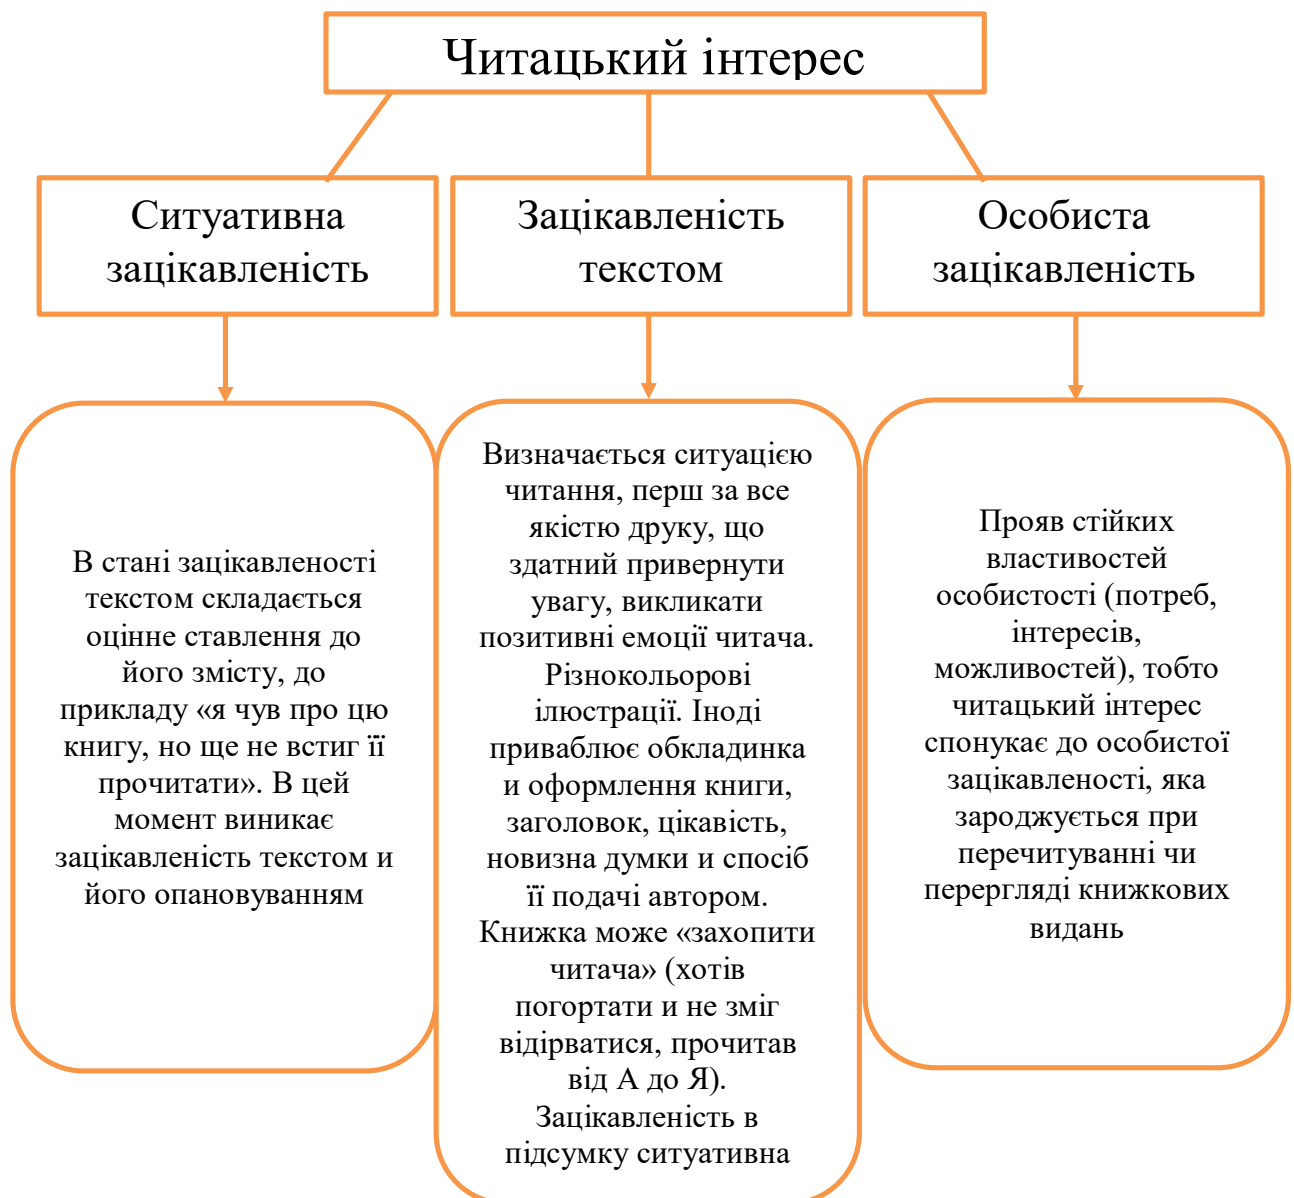 Читацький інтерес
Ситуативна
зацікавленість
Зацікавленість
текстом
Особиста
зацікавленість
В стані зацікавленості
текстом складається
оцінне ставлення до
його змісту, до
прикладу «я чув про цю
книгу, но ще не встиг її
прочитати». В цей
момент виникає
зацікавленість текстом и
його опановуванням
Визначається ситуацією
читання, перш за все
якістю друку, що
здатний привернути
увагу, викликати
позитивні емоції читача.
Різнокольорові
ілюстрації. Іноді
приваблює обкладинка
и оформлення книги,
заголовок, цікавість,
новизна думки и спосіб
її подачі автором.
Книжка може «захопити
читача» (хотів
погортати и не зміг
відірватися, прочитав
від А до Я).
Зацікавленість в
підсумку ситуативна
Прояв стійких
властивостей
особистості (потреб,
інтересів,
можливостей), тобто
читацький інтерес
спонукає до особистої
зацікавленості, яка
зароджується при
перечитуванні чи
перергляді книжкових
видань